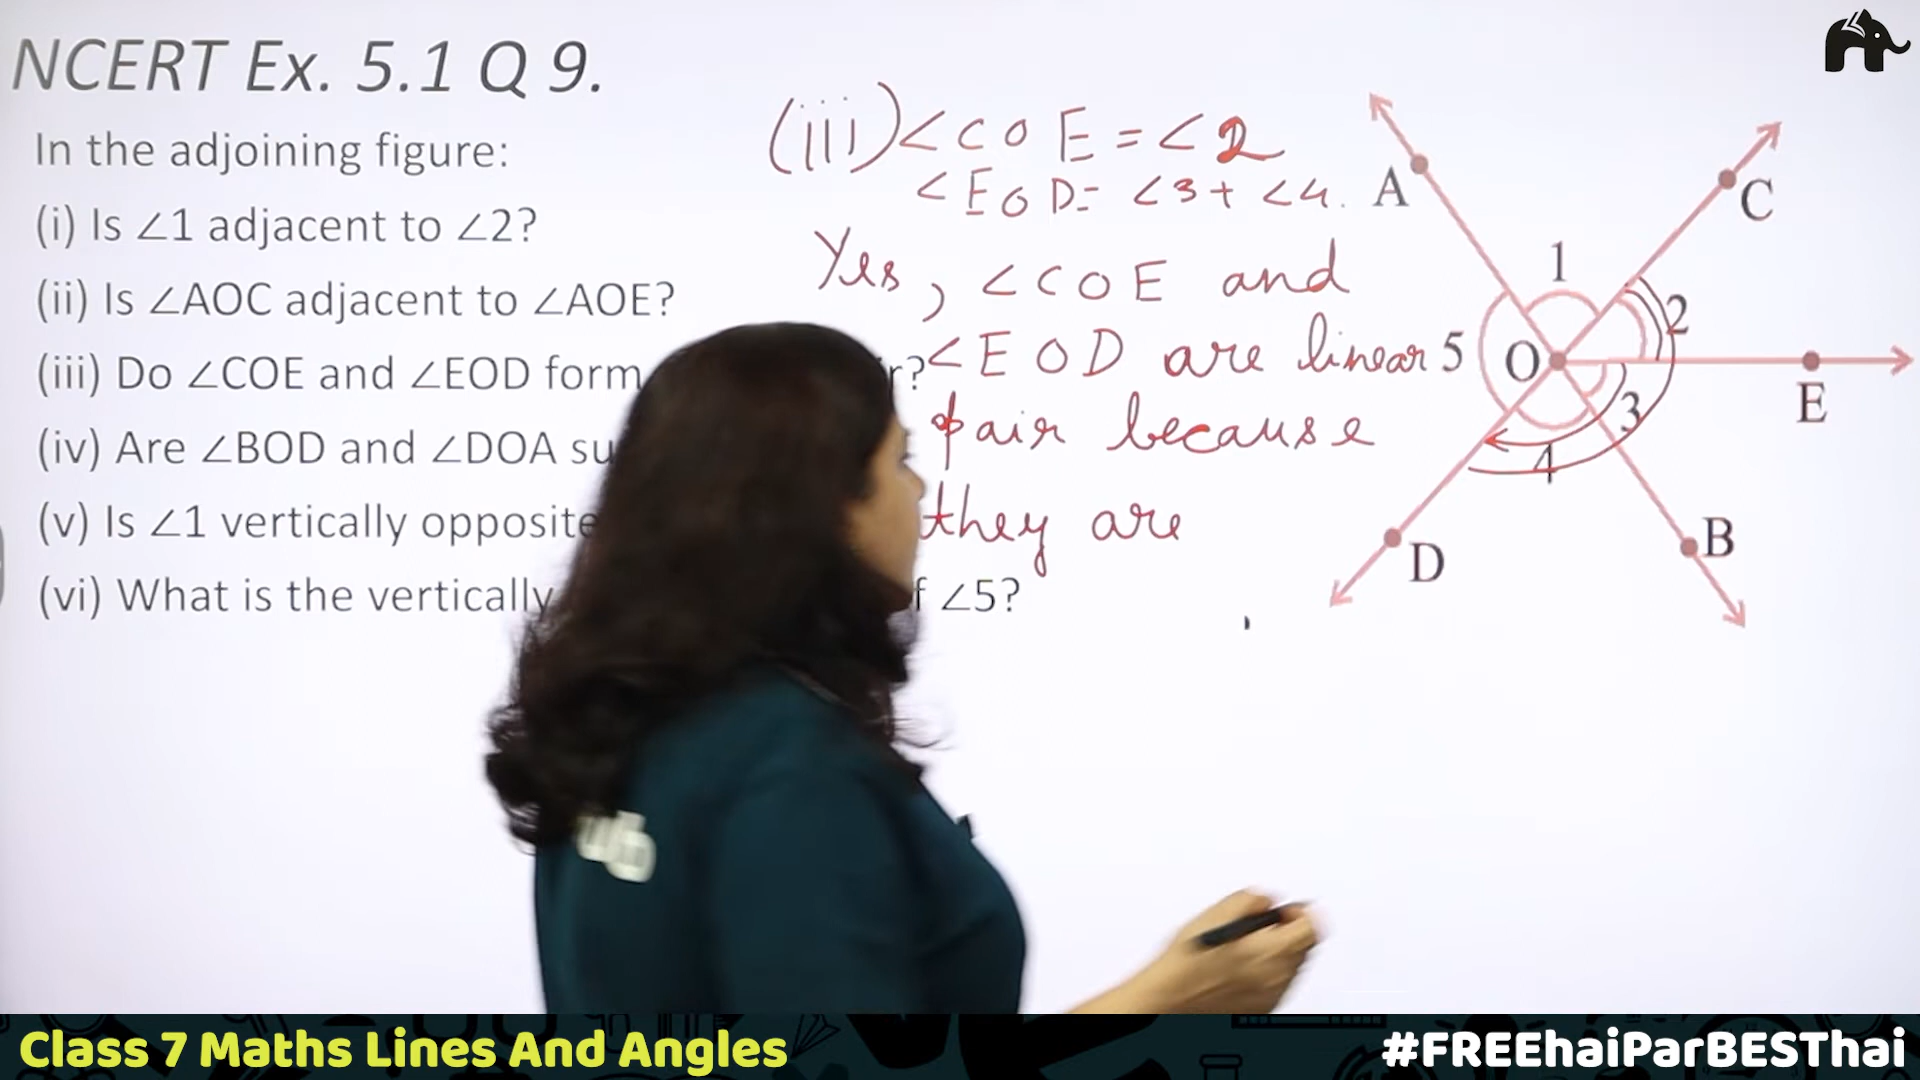 NCERT Ex. 5.1 Q 9.
In the adjoining figure:
(i) Is ∠1 adjacent to ∠2?
(ii) Is ∠AOC adjacent to ∠AOE?
(iii) Do ∠COE and ∠EOD form r?
(iv) Are ∠BOD and ∠DOA su
(v) Is ∠1 vertically opposite
(vi) What is the vertically f ∠5?
(iii) <COE = <2
<EOD= <3+ <4.
Yes, <COE and
<EOD are linear
pair because
they are
A
C
1
2
5
O
E
3
4
D
B
Class 7 Maths Lines And Angles
#FREEhaiParBESThai